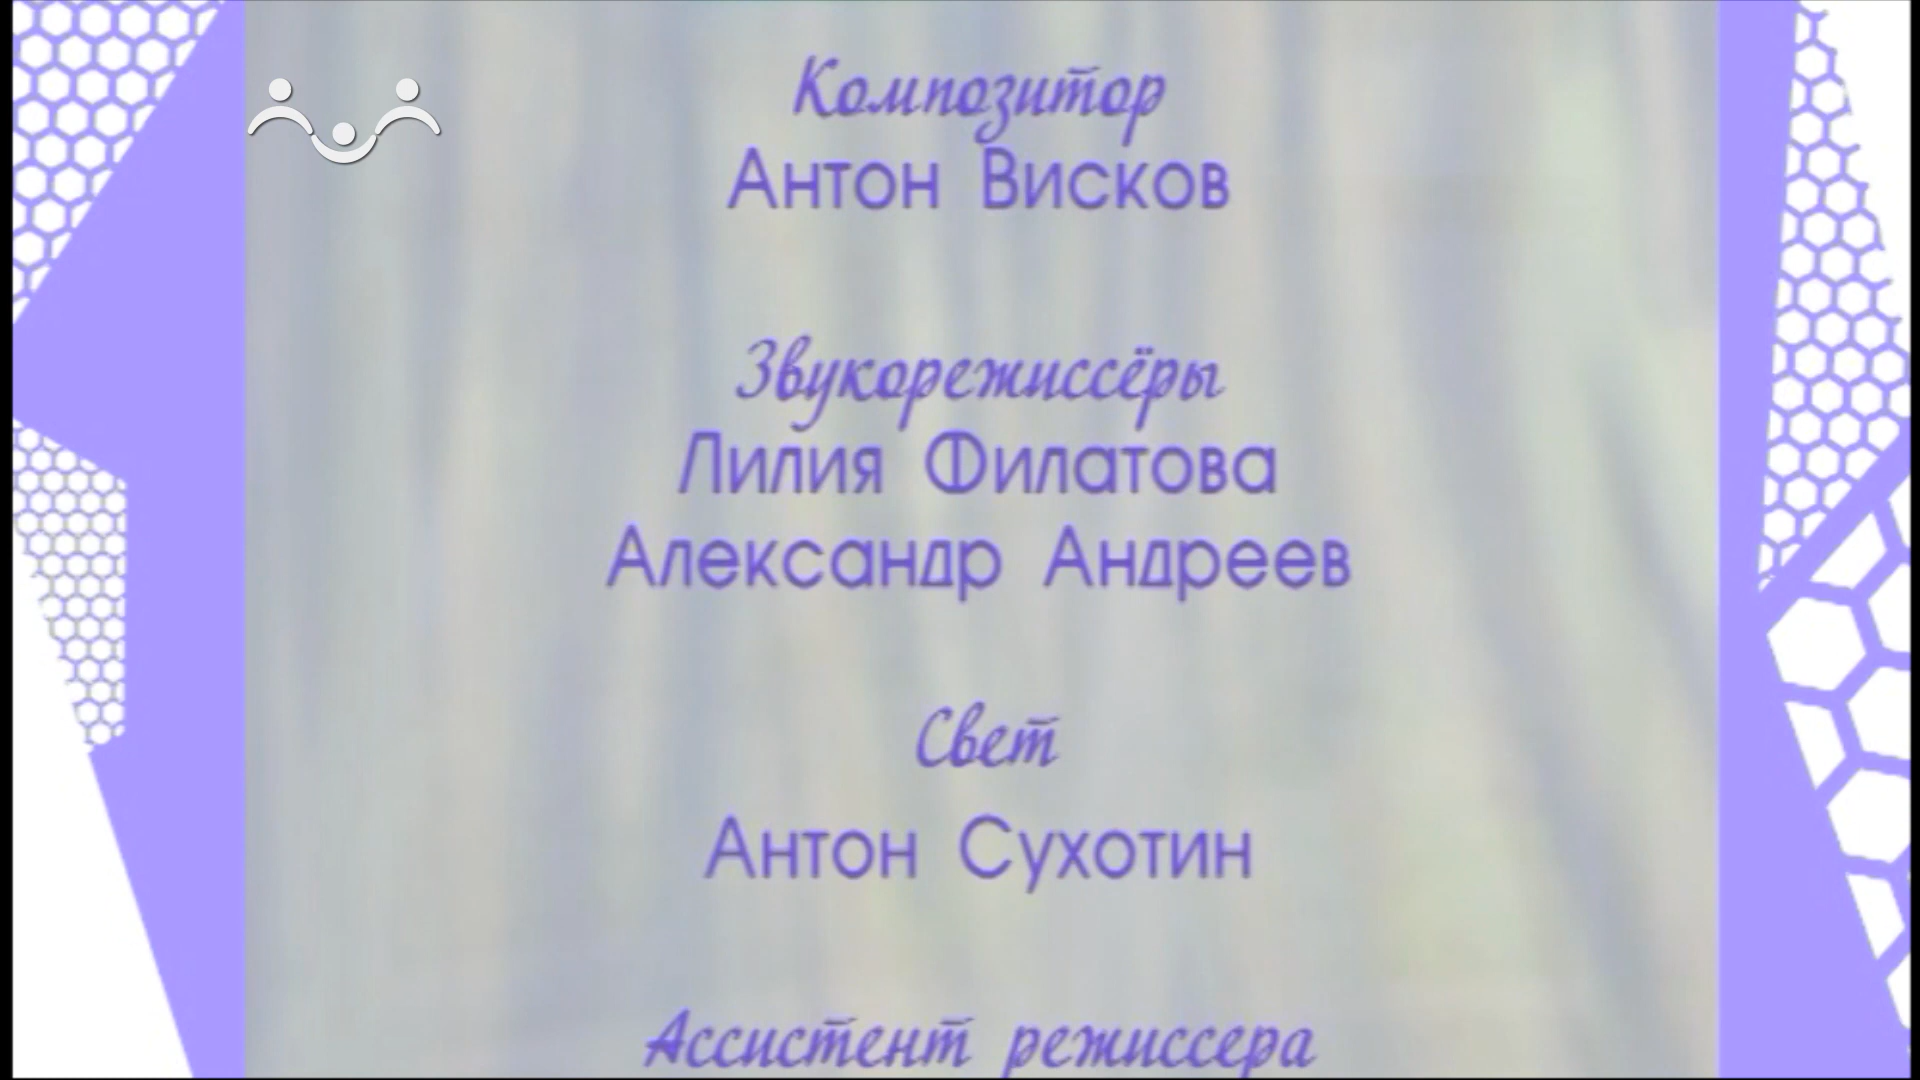 Композитор
Антон Висков
Звукорежиссёры
Лилия Филатова
Александр Андреев
Свет
Антон Сухотин
Ассистент режиссера